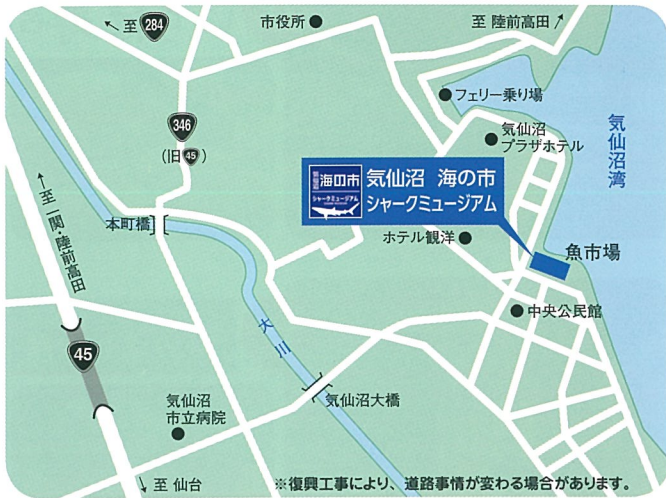 至 284
市役所
至 陸前高田
フェリー乗り場
346
(旧45)
気仙沼
プラザホテル
気仙沼湾
海の市
シャークミュージアム
気仙沼 海の市
シャークミュージアム
至一関・陸前高田
本町橋
ホテル観洋
魚市場
中央公民館
大川
45
気仙沼
市立病院
気仙沼大橋
至 仙台
※復興工事により、道路事情が変わる場合があります。